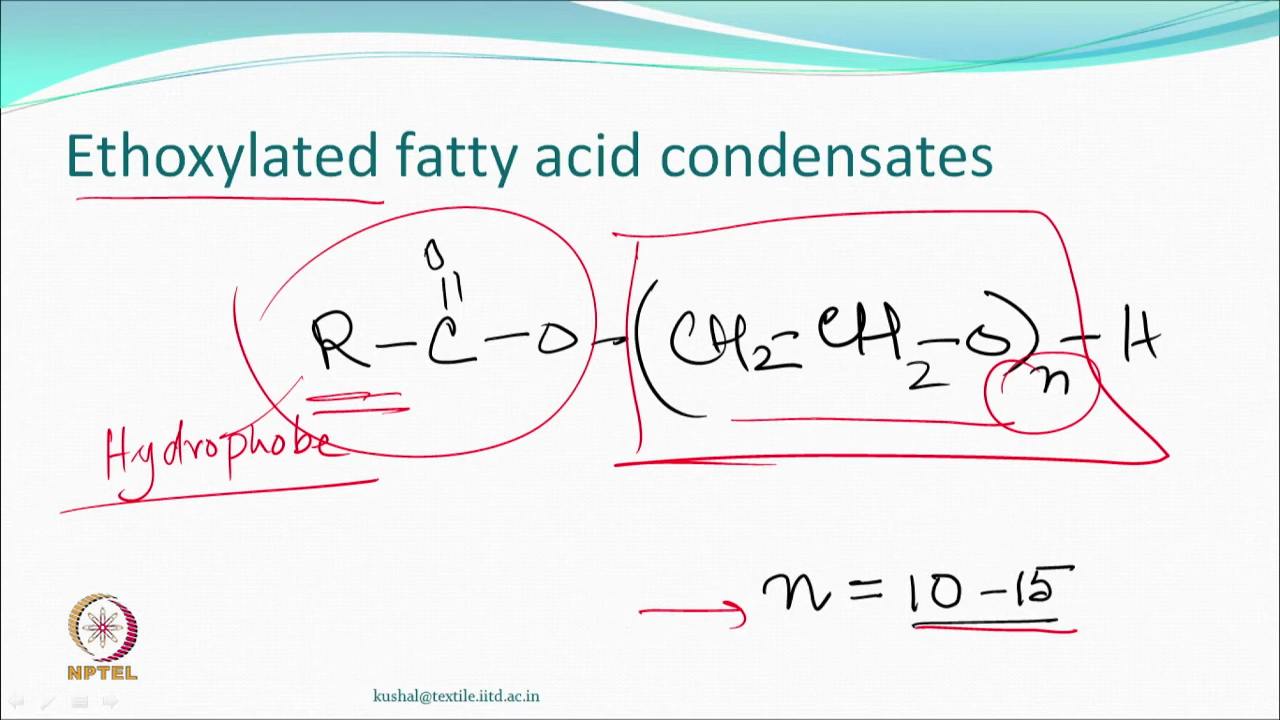 Ethoxylated fatty acid condensates
O
R – C – O – (CH2 – CH2 – O)n – H
Hydrophobe
n = 10 – 15
NPTEL
kushal@textile.iitd.ac.in